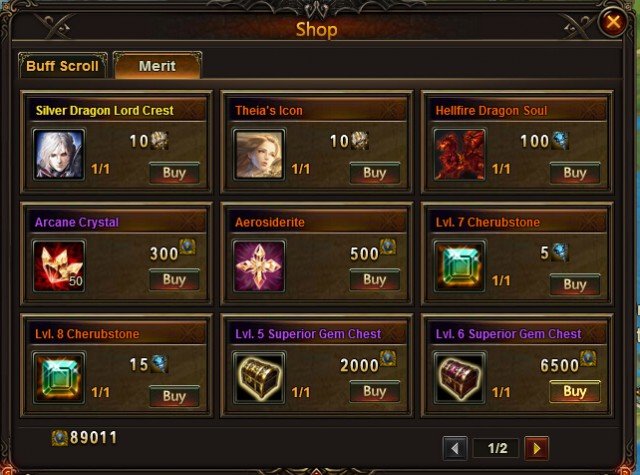 Shop
Buff Scroll
Merit
Silver Dragon Lord Crest
10
1/1
Buy
Theia's Icon
10
1/1
Buy
Hellfire Dragon Soul
100
1/1
Buy
Arcane Crystal
300
50
Buy
Aerosiderite
500
Buy
Lvl. 7 Cherubstone
5
1/1
Buy
Lvl. 8 Cherubstone
15
1/1
Buy
Lvl. 5 Superior Gem Chest
2000
1/1
Buy
Lvl. 6 Superior Gem Chest
6500
1/1
Buy
89011
1/2